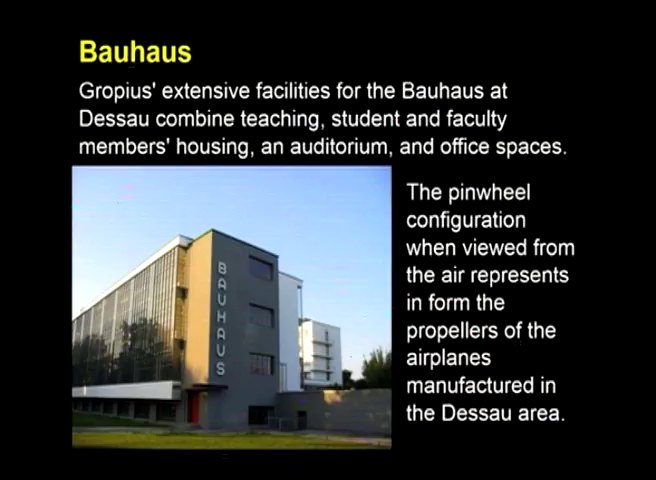 Bauhaus
Gropius' extensive facilities for the Bauhaus at
Dessau combine teaching, student and faculty
members' housing, an auditorium, and office spaces.
The pinwheel
configuration
when viewed from
the air represents
in form the
propellers of the
airplanes
manufactured in
the Dessau area.
BAUHAUS